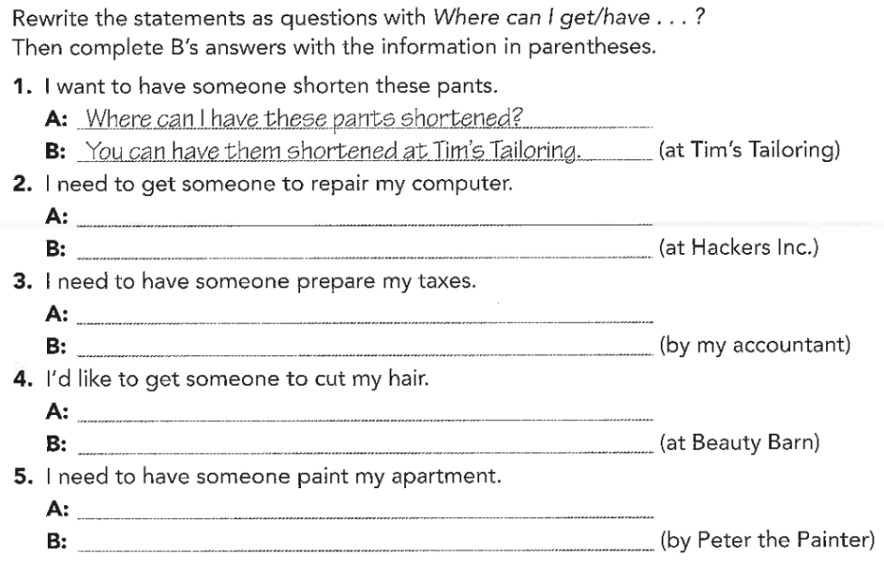 Rewrite the statements as questions with Where can I get/have . . . ?
Then complete B's answers with the information in parentheses.
1. I want to have someone shorten these pants.
A: Where can I have these pants shortened?
B: You can have them shortened at Tim's Tailoring. (at Tim's Tailoring)
2. I need to get someone to repair my computer.
A:
B: (at Hackers Inc.)
3. I need to have someone prepare my taxes.
A:
B: (by my accountant)
4. I'd like to get someone to cut my hair.
A:
B: (at Beauty Barn)
5. I need to have someone paint my apartment.
A:
B: (by Peter the Painter)